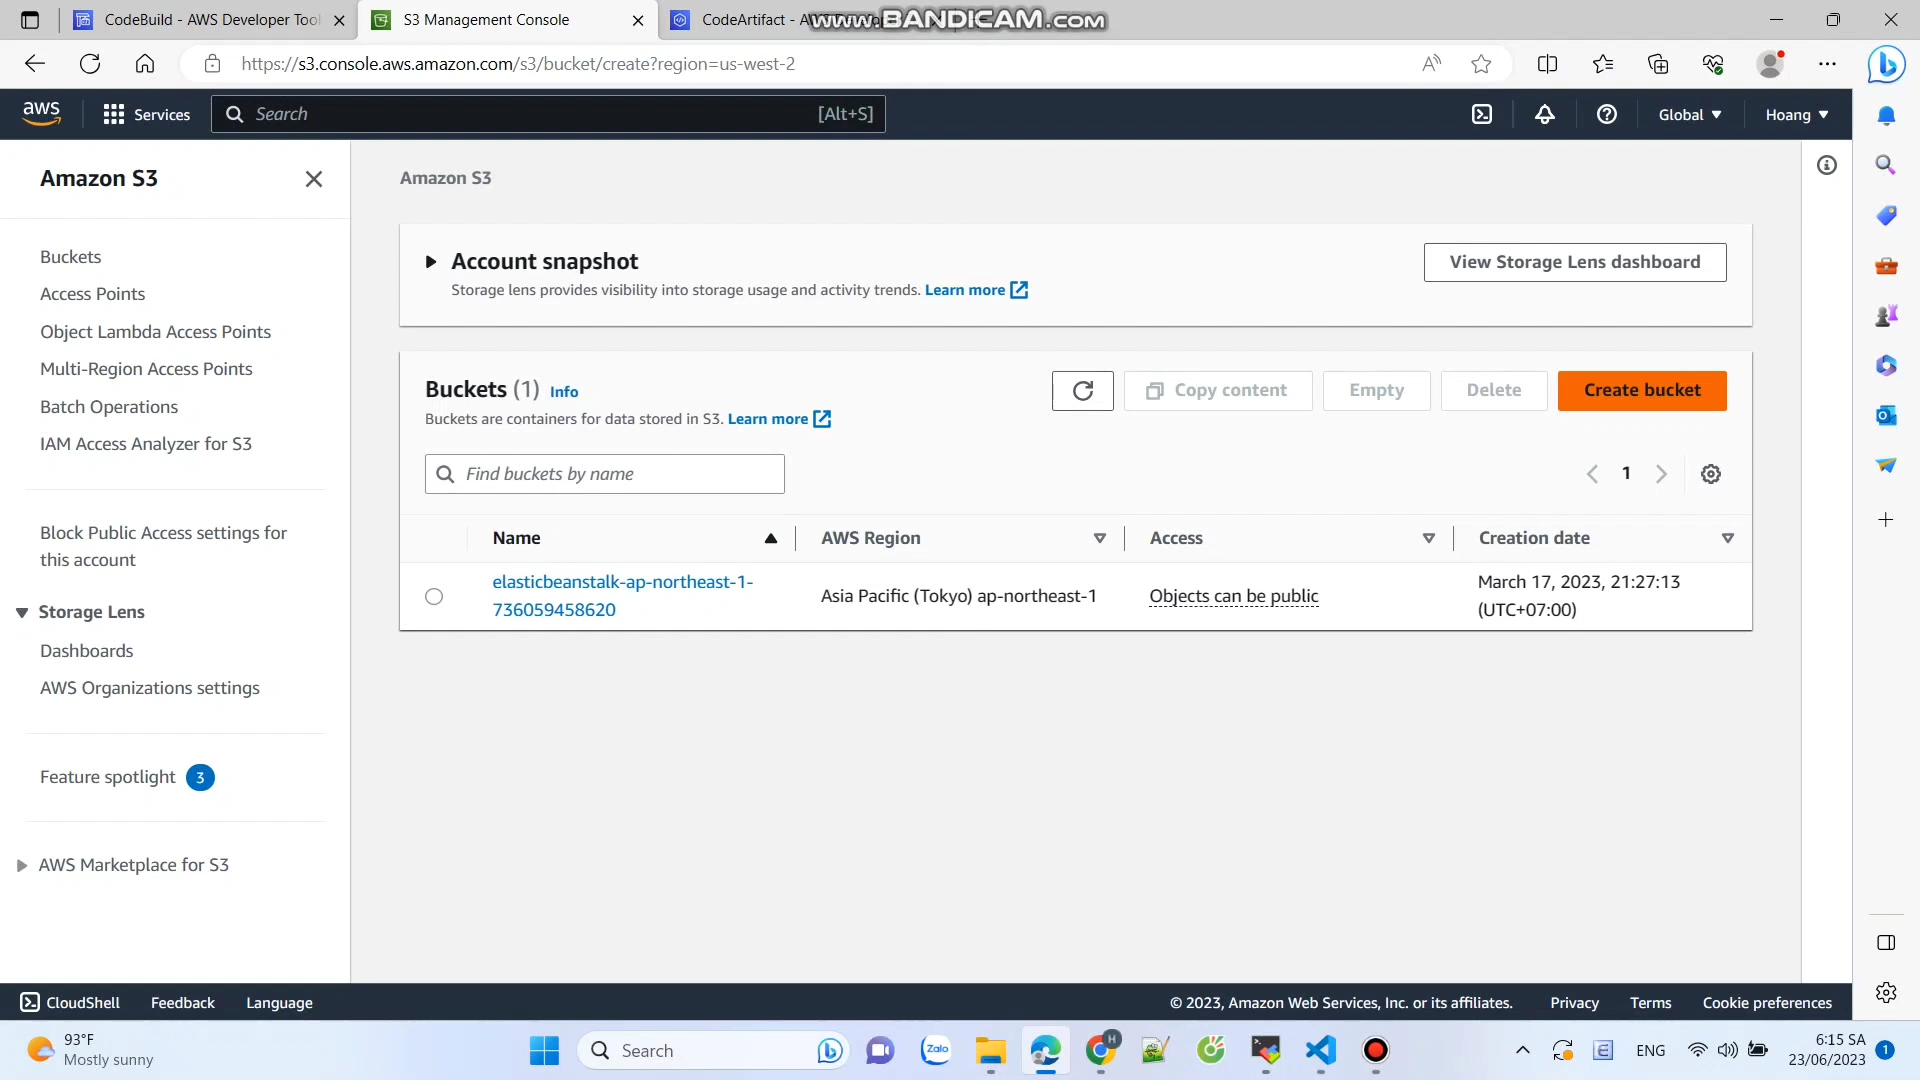 CodeBuild - AWS Developer Tool
S3 Management Console
CodeArtifact - A
www.BANDICAM.com
https://s3.console.aws.amazon.com/s3/bucket/create?region=us-west-2
aws
Services
Search
[Alt+S]
Global
Hoang
Amazon S3
Buckets
Access Points
Object Lambda Access Points
Multi-Region Access Points
Batch Operations
IAM Access Analyzer for S3
Block Public Access settings for
this account
Storage Lens
Dashboards
AWS Organizations settings
Feature spotlight 3
AWS Marketplace for S3
Amazon S3
Account snapshot
Storage lens provides visibility into storage usage and activity trends. Learn more
View Storage Lens dashboard
Buckets (1) Info
Buckets are containers for data stored in S3. Learn more
Copy content
Empty
Delete
Create bucket
Find buckets by name
1
Name
AWS Region
Access
Creation date
elasticbeanstalk-ap-northeast-1-
736059458620
Asia Pacific (Tokyo) ap-northeast-1
Objects can be public
March 17, 2023, 21:27:13
(UTC+07:00)
CloudShell
Feedback
Language
© 2023, Amazon Web Services, Inc. or its affiliates.
Privacy
Terms
Cookie preferences
93°F
Mostly sunny
Search
Zalo
H
ENG
6:15 SA
23/06/2023
1